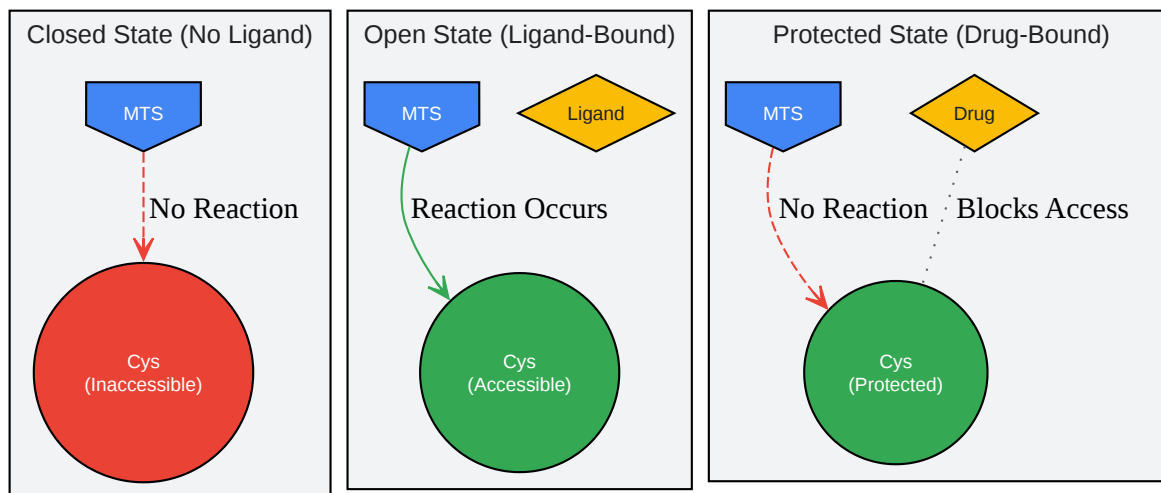 Closed State (No Ligand)
MTS
No Reaction
Cys
(Inaccessible)
Open State (Ligand-Bound)
MTS
Ligand
Reaction Occurs
Cys
(Accessible)
Protected State (Drug-Bound)
MTS
Drug
No Reaction
Blocks Access
Cys
(Protected)